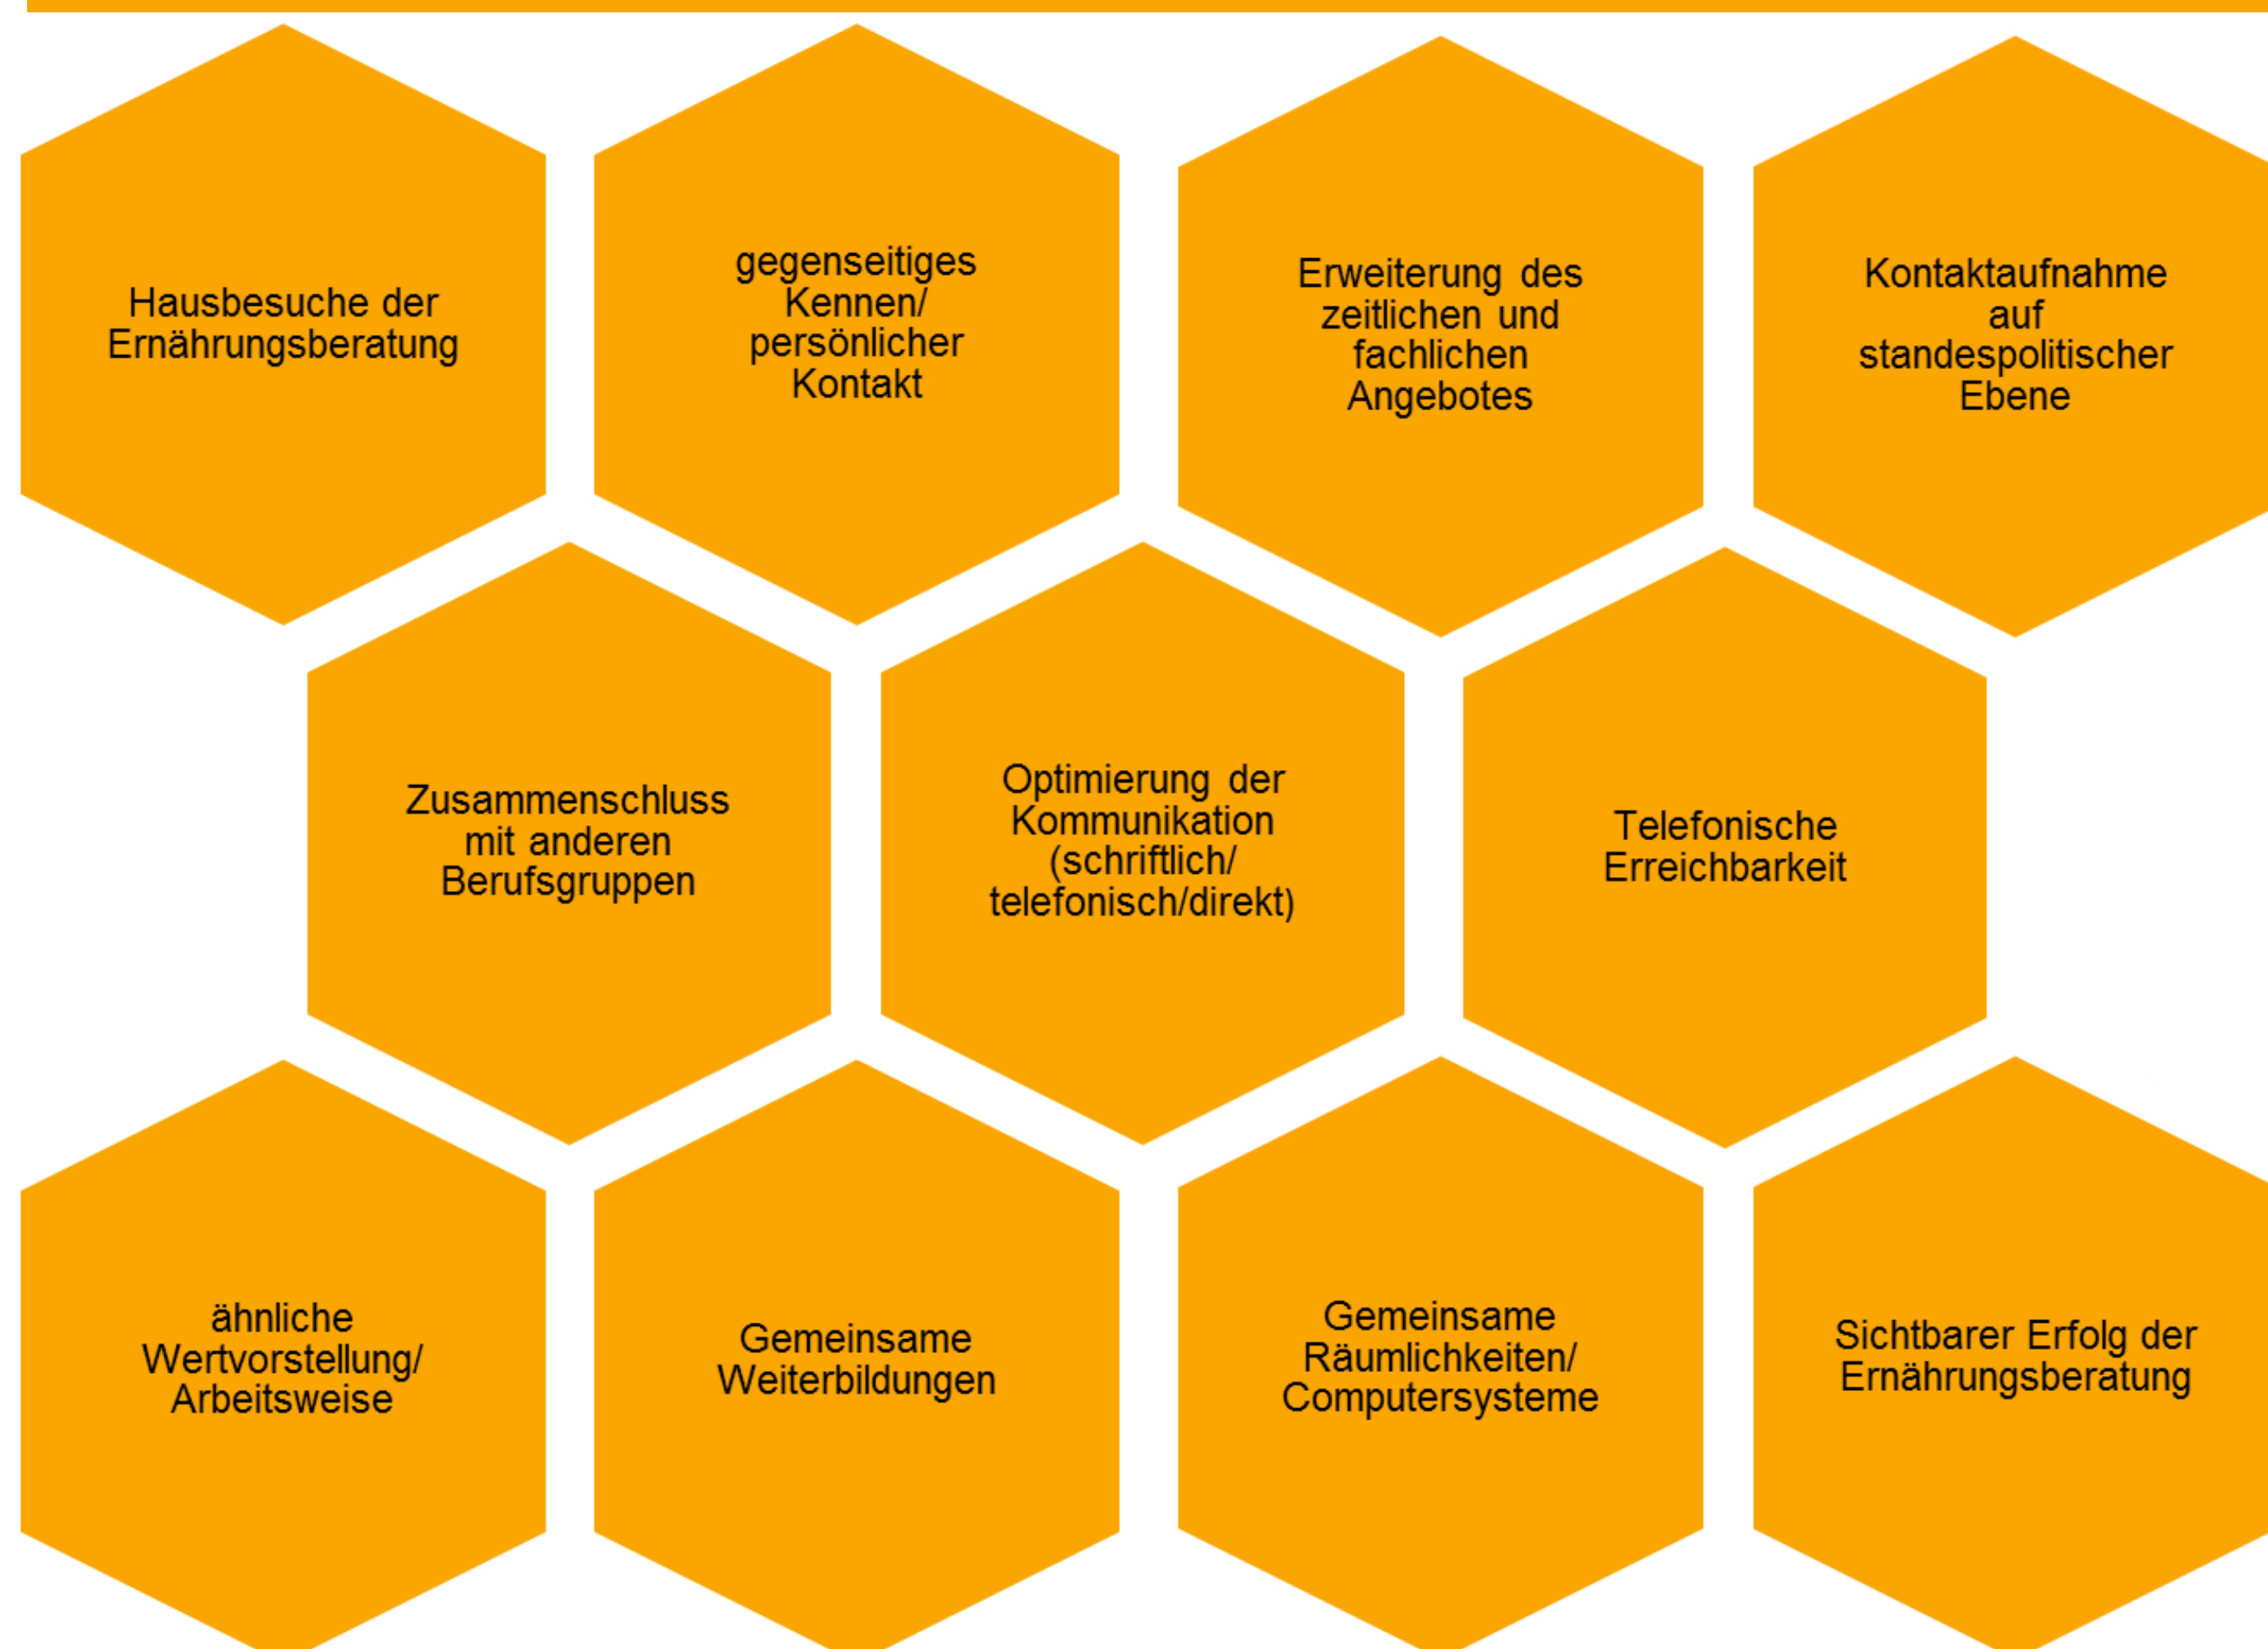 Hausbesuche der
Ernährungsberatung
gegenseitiges
Kennen/
persönlicher
Kontakt
Erweiterung des
zeitlichen und
fachlichen
Angebotes
Kontaktaufnahme
auf
standespolitischer
Ebene
Zusammenschluss
mit anderen
Berufsgruppen
Optimierung der
Kommunikation
(schriftlich/
telefonisch/direkt)
Telefonische
Erreichbarkeit
ähnliche
Wertvorstellung/
Arbeitsweise
Gemeinsame
Weiterbildungen
Gemeinsame
Räumlichkeiten/
Computersysteme
Sichtbarer Erfolg der
Ernährungsberatung